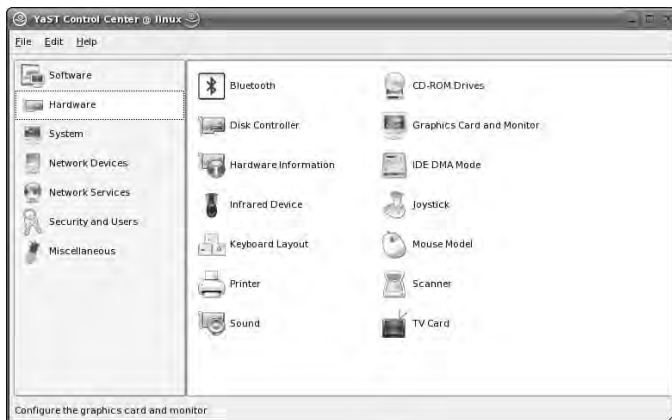 YaST Control Center @ linux
File Edit Help
Software
Hardware
System
Network Devices
Network Services
Security and Users
Miscellaneous
Bluetooth
CD-ROM Drives
Disk Controller
Graphics Card and Monitor
Hardware Information
IDE DMA Mode
Infrared Device
Joystick
Keyboard Layout
Mouse Model
Printer
Scanner
Sound
TV Card
Configure the graphics card and monitor